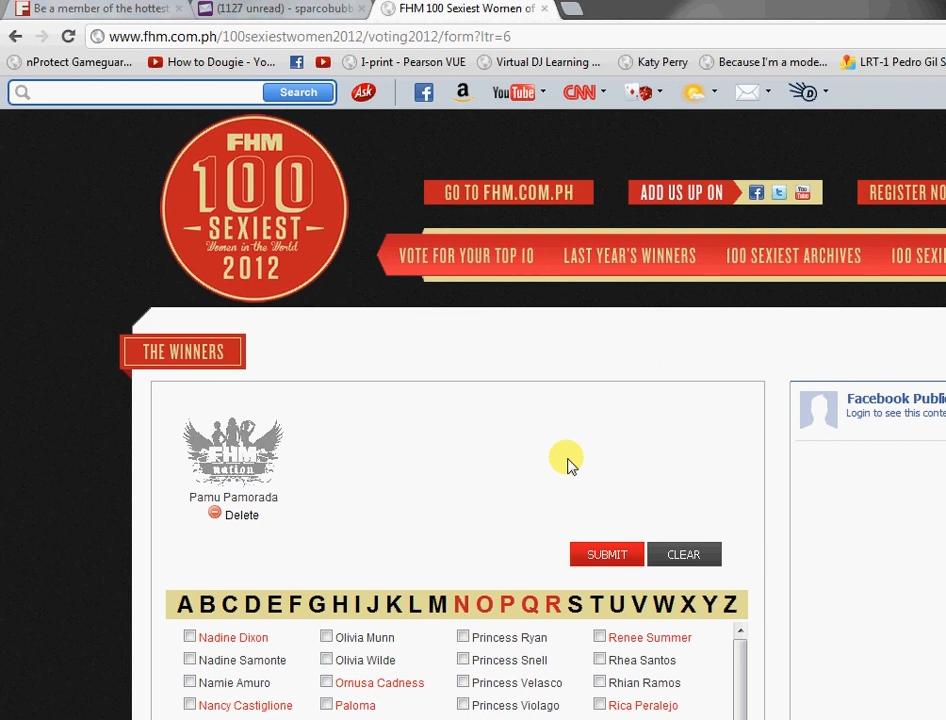 Be a member of the hottest
(1127 unread) - sparcobubb
FHM 100 Sexiest Women of
www.fhm.com.ph/100sexiestwomen2012/voting2012/form?ltr=6
nProtect Gameguar... How to Dougie - Yo... I-print - Pearson VUE Virtual DJ Learning ... Katy Perry Because I'm a mode... LRT-1 Pedro Gil S
Search Ask YouTube CNN
FHM
100
SEXIEST
Women in the World
2012
GO TO FHM.COM.PH ADD US UP ON REGISTER NO
VOTE FOR YOUR TOP 10 LAST YEAR'S WINNERS 100 SEXIEST ARCHIVES 100 SEXI
THE WINNERS
FHM
nation
Pamu Pamorada
Delete
Facebook Publi
Login to see this conte
SUBMIT CLEAR
A B C D E F G H I J K L M N O P Q R S T U V W X Y Z
Nadine Dixon Olivia Munn Princess Ryan Renee Summer
Nadine Samonte Olivia Wilde Princess Snell Rhea Santos
Namie Amuro Ornusa Cadness Princess Velasco Rhian Ramos
Nancy Castiglione Paloma Princess Violago Rica Peralejo